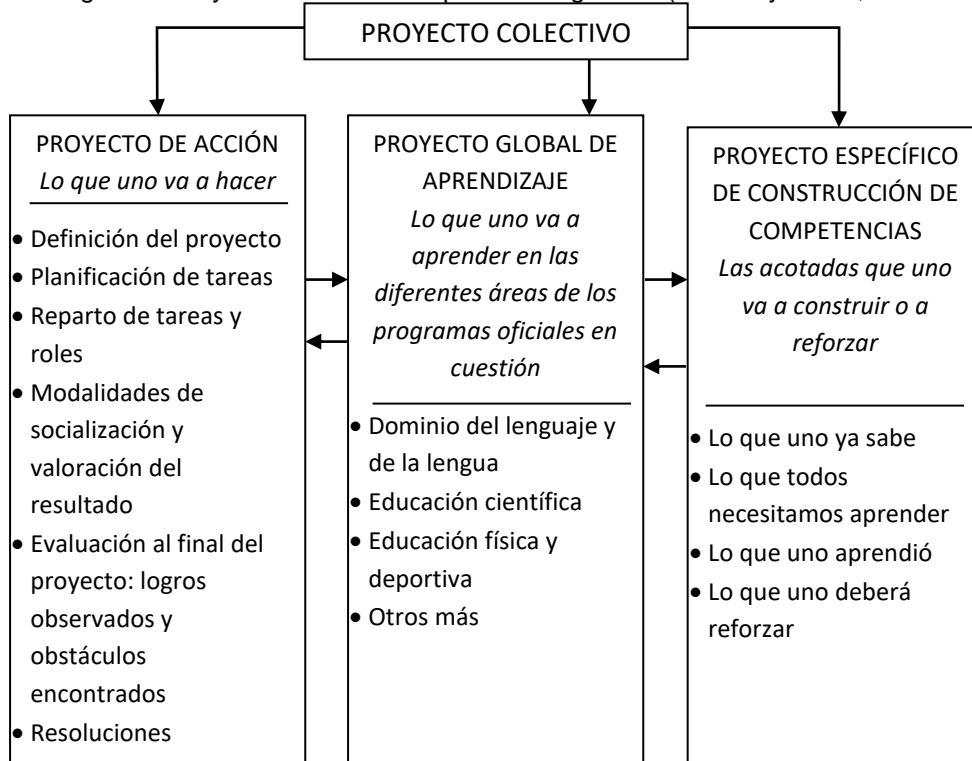 PROYECTO COLECTIVO
PROYECTO DE ACCIÓN
Lo que uno va a hacer
• Definición del proyecto
• Planificación de tareas
• Reparto de tareas y
roles
• Modalidades de
socialización y
valoración del
resultado
• Evaluación al final del
proyecto: logros
observados y
obstáculos
encontrados
• Resoluciones
PROYECTO GLOBAL DE
APRENDIZAJE
Lo que uno va a
aprender en las
diferentes áreas de los
programas oficiales en
cuestión
• Dominio del lenguaje y
de la lengua
• Educación científica
• Educación física y
deportiva
• Otros más
PROYECTO ESPECÍFICO
DE CONSTRUCCIÓN DE
COMPETENCIAS
Las acotadas que uno
va a construir o a
reforzar
• Lo que uno ya sabe
• Lo que todos
necesitamos aprender
• Lo que uno aprendió
• Lo que uno deberá
reforzar